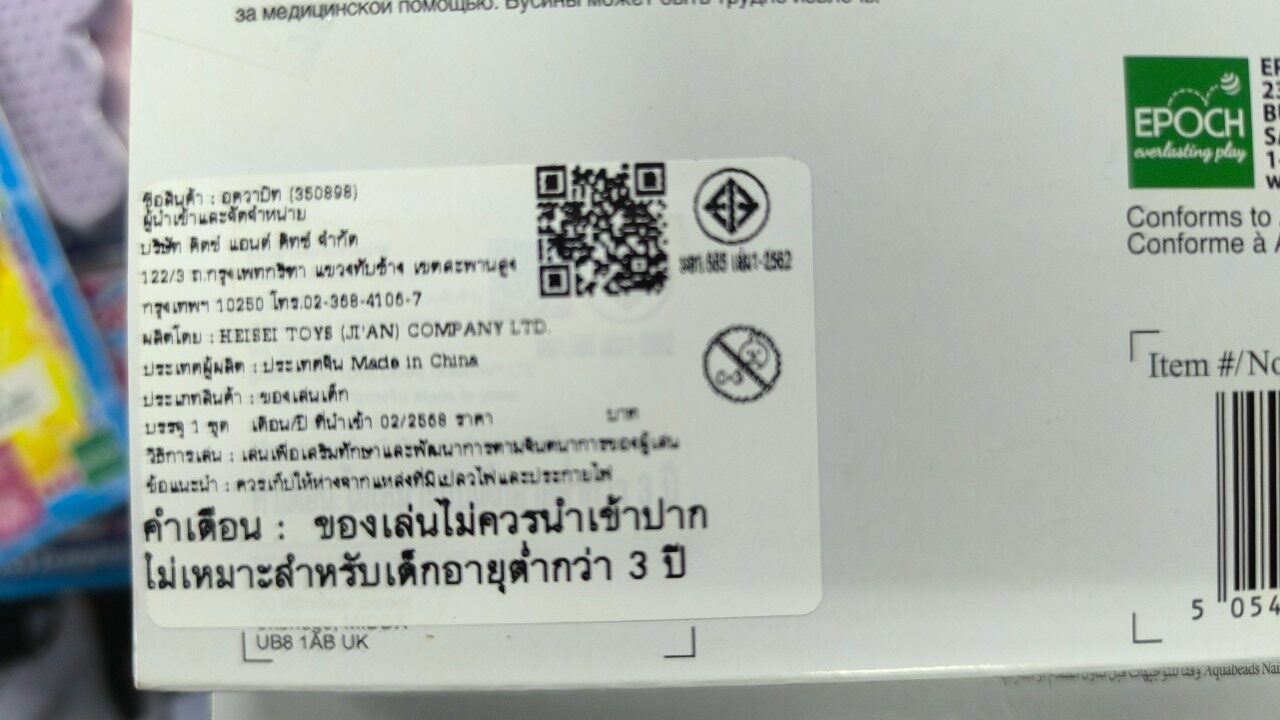 за медицинской помощью. Бусины может быть трудно извлечь.
ชื่อสินค้า : อควาบิท (350898)
ผู้นำเข้าและจัดจำหน่าย
บริษัท คิตซ์ แอนด์ คิทซ์ จำกัด
122/3 ถ.กรุงเทพกรีฑา แขวงทับช้าง เขตสะพานสูง
กรุงเทพฯ 10250 โทร.02-368-4106-7
ผลิตโดย : HEISEI TOYS (JI'AN) COMPANY LTD.
ประเทศผู้ผลิต : ประเทศจีน Made in China
ประเภทสินค้า : ของเล่นเด็ก
บรรจุ 1 ชุด เดือน/ปี ที่นำเข้า 02/2568 ราคา บาท
วิธีการเล่น : เล่นเพื่อเสริมทักษาและพัฒนาการตามจินตนาการของผู้เล่น
ข้อแนะนำ : ควรเก็บให้ห่างจากแหล่งที่มีเปลวไฟและประกายไฟ
คำเตือน : ของเล่นไม่ควรนำเข้าปาก
ไม่เหมาะสำหรับเด็กอายุต่ำกว่า 3 ปี
มอก.685 เล่ม1-2562
0-3
UB8 1AB UK
EPOCH
everlasting play
Conforms to
Conforme à
Item #/No
5 054